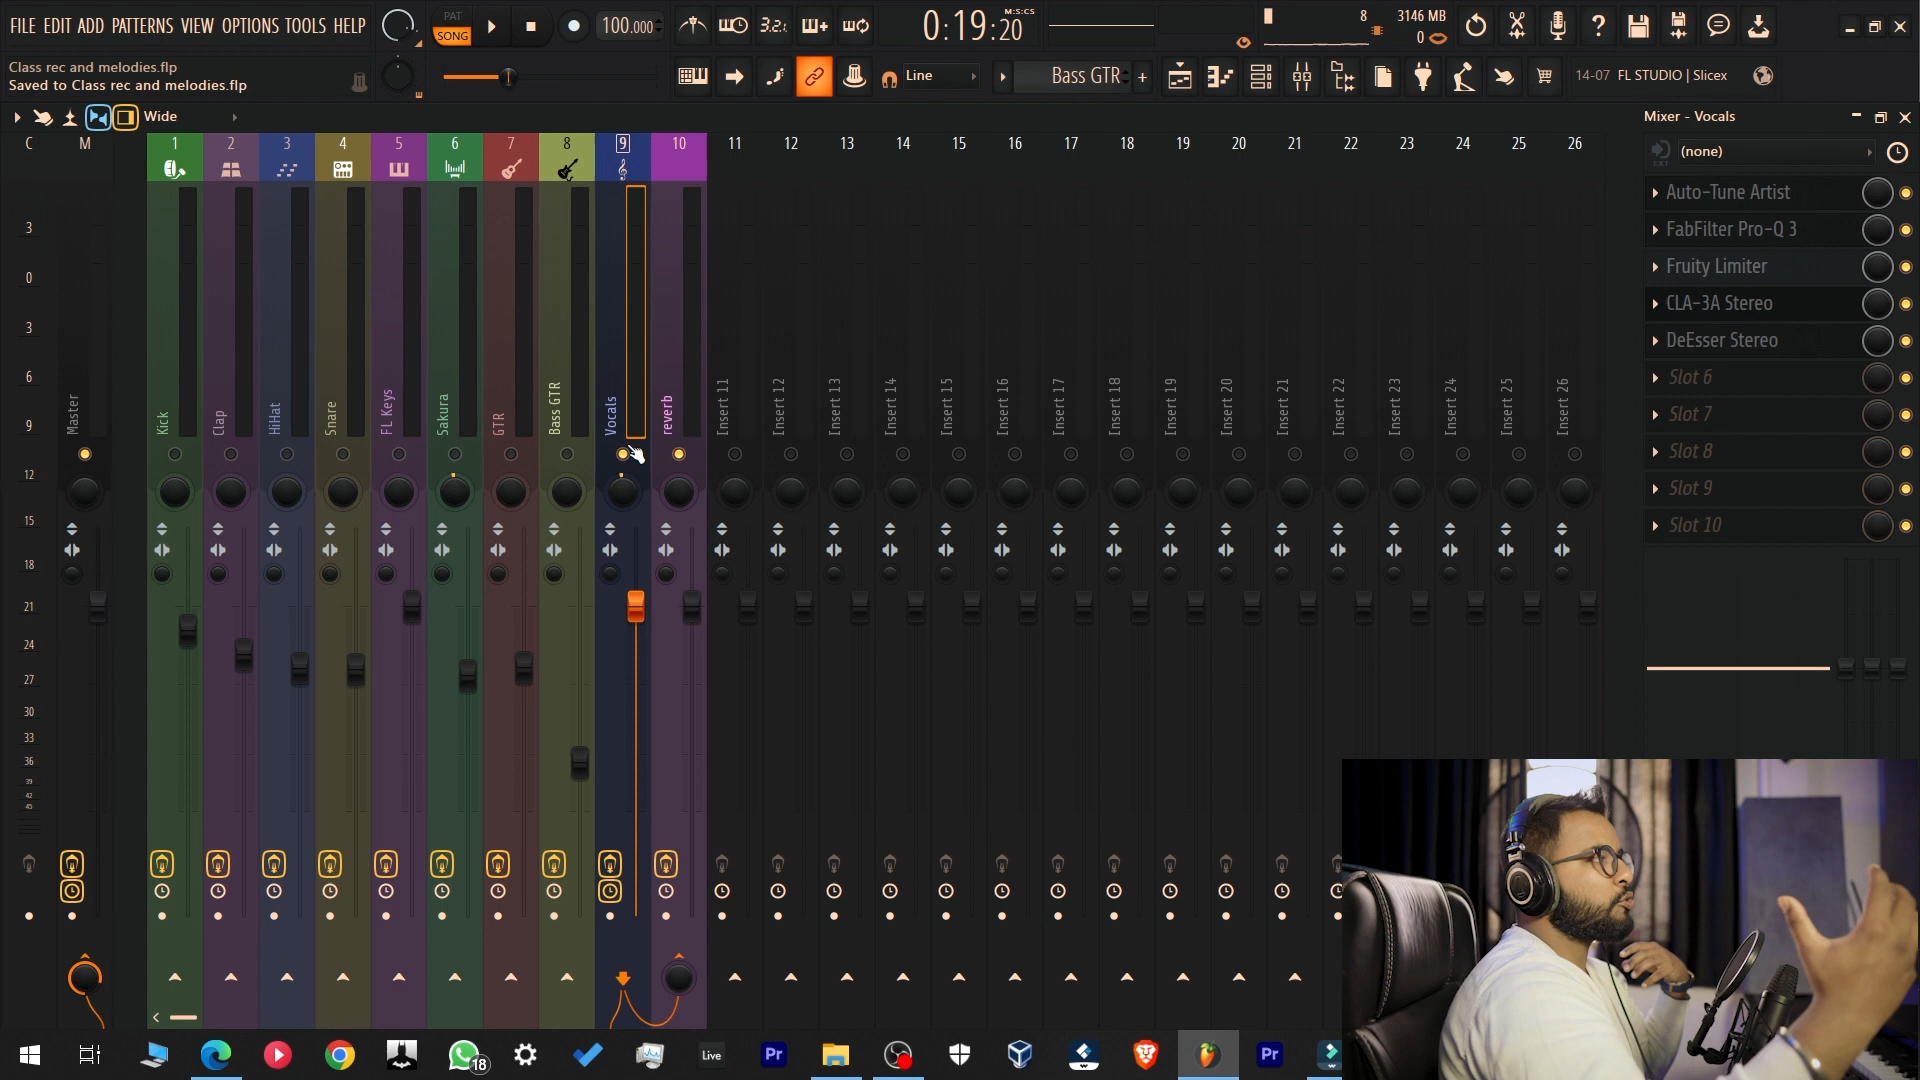 FILE EDIT ADD PATTERNS VIEW OPTIONS TOOLS HELP
PAT
SONG
100.000
3.2.
0:19:20
M:S:CS
8
3146 MB
0
Class rec and melodies.flp
Saved to Class rec and melodies.flp
Line
Bass GTR
14-07 FL STUDIO | Slicex
Wide
Mixer - Vocals
C
M
1
2
3
4
5
6
7
8
9
10
11
12
13
14
15
16
17
18
19
20
21
22
23
24
25
26
(none)
EXT
Auto-Tune Artist
FabFilter Pro-Q 3
Fruity Limiter
CLA-3A Stereo
DeEsser Stereo
Slot 6
Slot 7
Slot 8
Slot 9
Slot 10
3
0
3
6
9
12
15
18
21
24
27
30
33
36
39
42
45
Master
Kick
Clap
HiHat
Snare
FL Keys
Sakura
GTR
Bass GTR
Vocals
reverb
Insert 11
Insert 12
Insert 13
Insert 14
Insert 15
Insert 16
Insert 17
Insert 18
Insert 19
Insert 20
Insert 21
Insert 22
Insert 23
Insert 24
Insert 25
Insert 26
18
Live
Pr
Pr